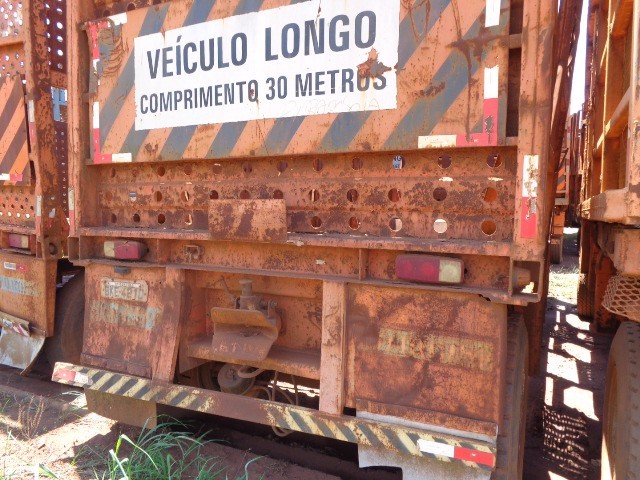 VEÍCULO LONGO
COMPRIMENTO 30 METROS